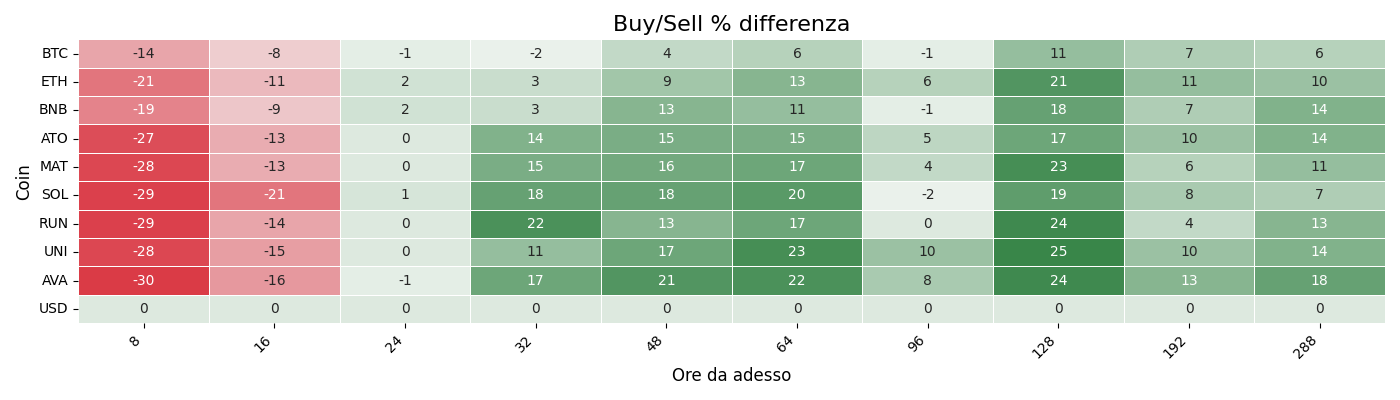 Buy/Sell % differenza
Coin
BTC -14 -8 -1 -2 4 6 -1 11 7 6
ETH -21 -11 2 3 9 13 6 21 11 10
BNB -19 -9 2 3 13 11 -1 18 7 14
ATO -27 -13 0 14 15 15 5 17 10 14
MAT -28 -13 0 15 16 17 4 23 6 11
SOL -29 -21 1 18 18 20 -2 19 8 7
RUN -29 -14 0 22 13 17 0 24 4 13
UNI -28 -15 0 11 17 23 10 25 10 14
AVA -30 -16 -1 17 21 22 8 24 13 18
USD 0 0 0 0 0 0 0 0 0 0
8 16 24 32 48 64 96 128 192 288
Ore da adesso